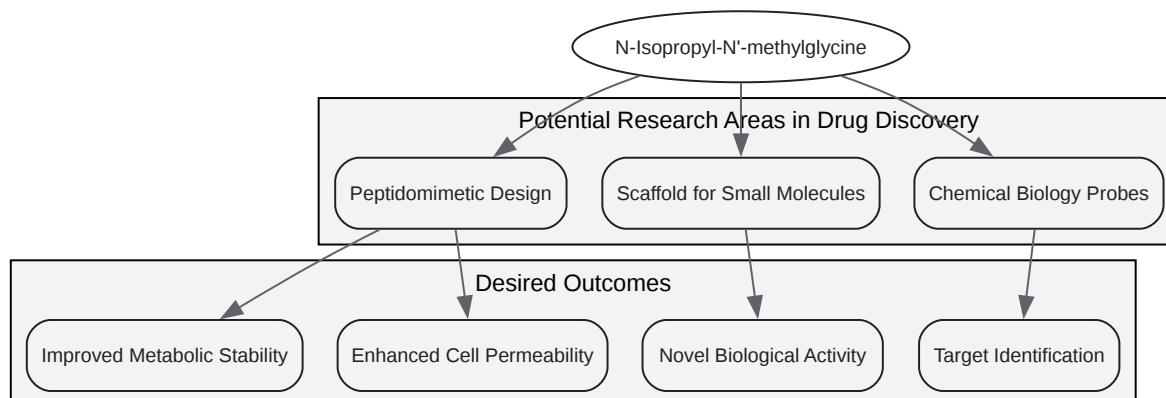 N-Isopropyl-N'-methylglycine
Potential Research Areas in Drug Discovery
Peptidomimetic Design
Scaffold for Small Molecules
Chemical Biology Probes
Desired Outcomes
Improved Metabolic Stability
Enhanced Cell Permeability
Novel Biological Activity
Target Identification